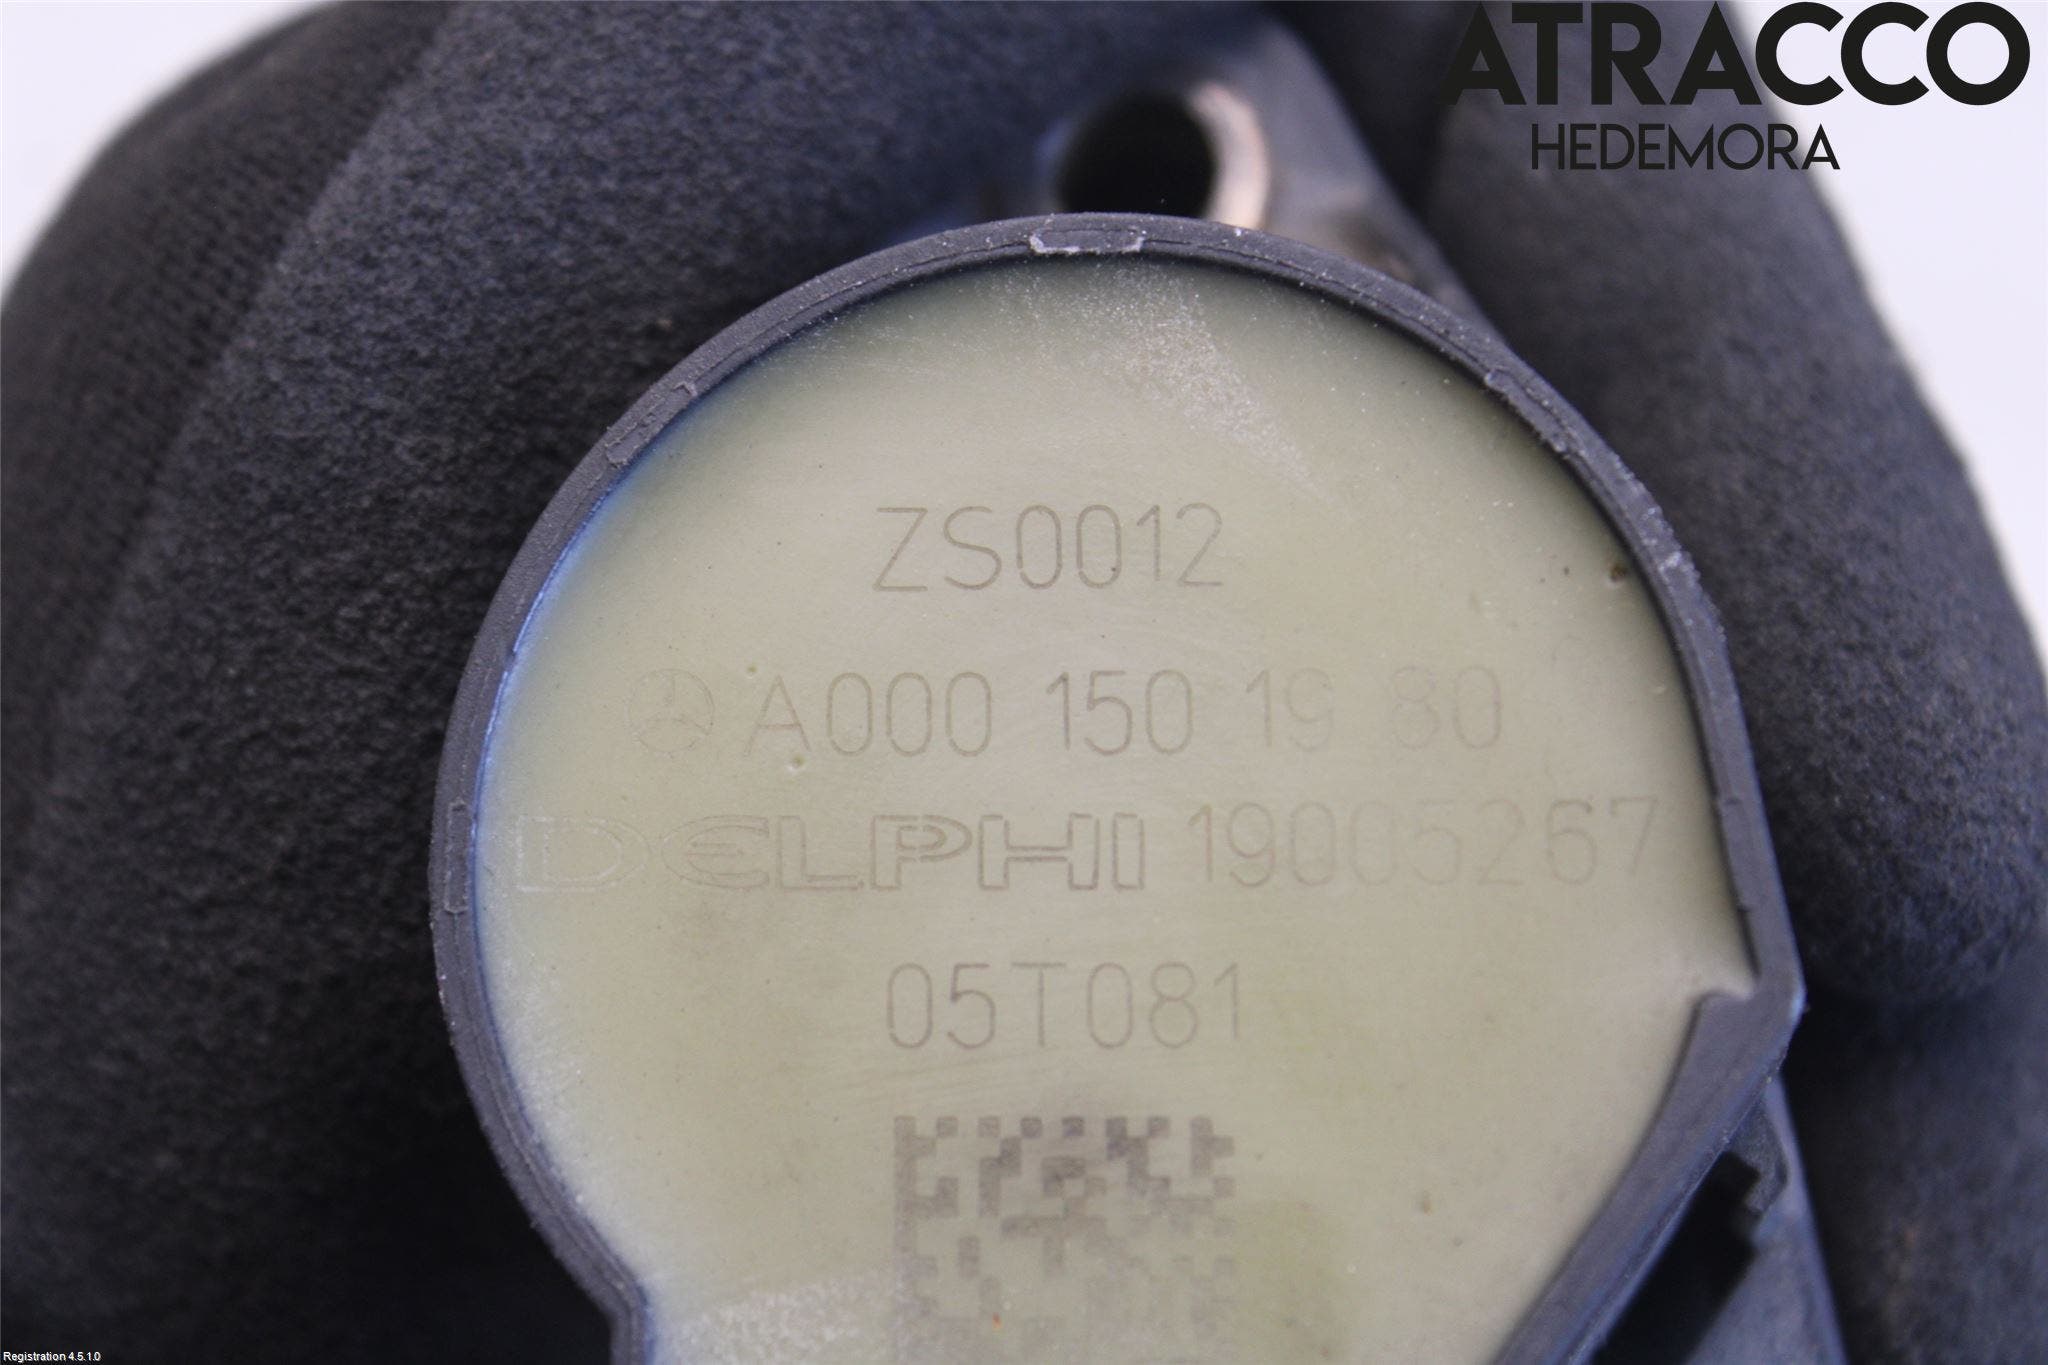 ATRACCO
HEDEMORA
ZS0012
A000 150 19 80
DELPHI 19005267
05T081
Registration 4.5.1.0